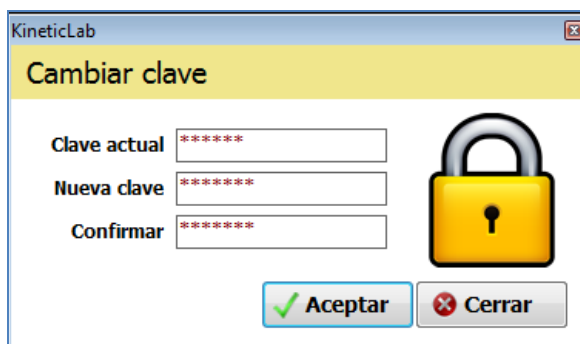 KineticLab
Cambiar clave
Clave actual ******
Nueva clave *******
Confirmar *******
Aceptar Cerrar